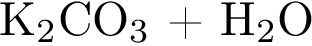 K₂CO₃ + H₂O